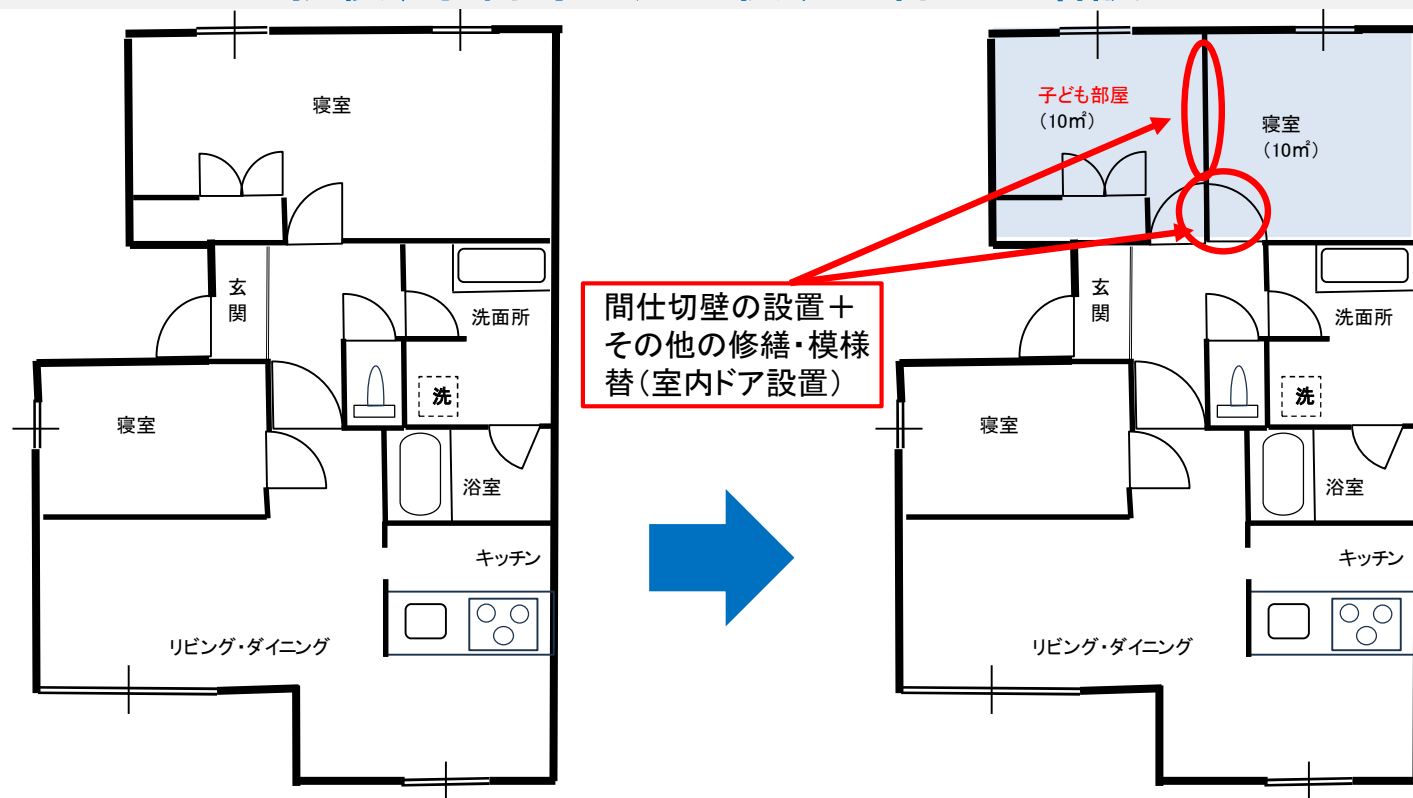 寝室
玄
関
洗面所
洗
寝室
浴室
キッチン
リビング・ダイニング
間仕切壁の設置＋
その他の修繕・模様
替（室内ドア設置）
子ども部屋
（10㎡）
寝室
（10㎡）
玄
関
洗面所
洗
寝室
浴室
キッチン
リビング・ダイニング